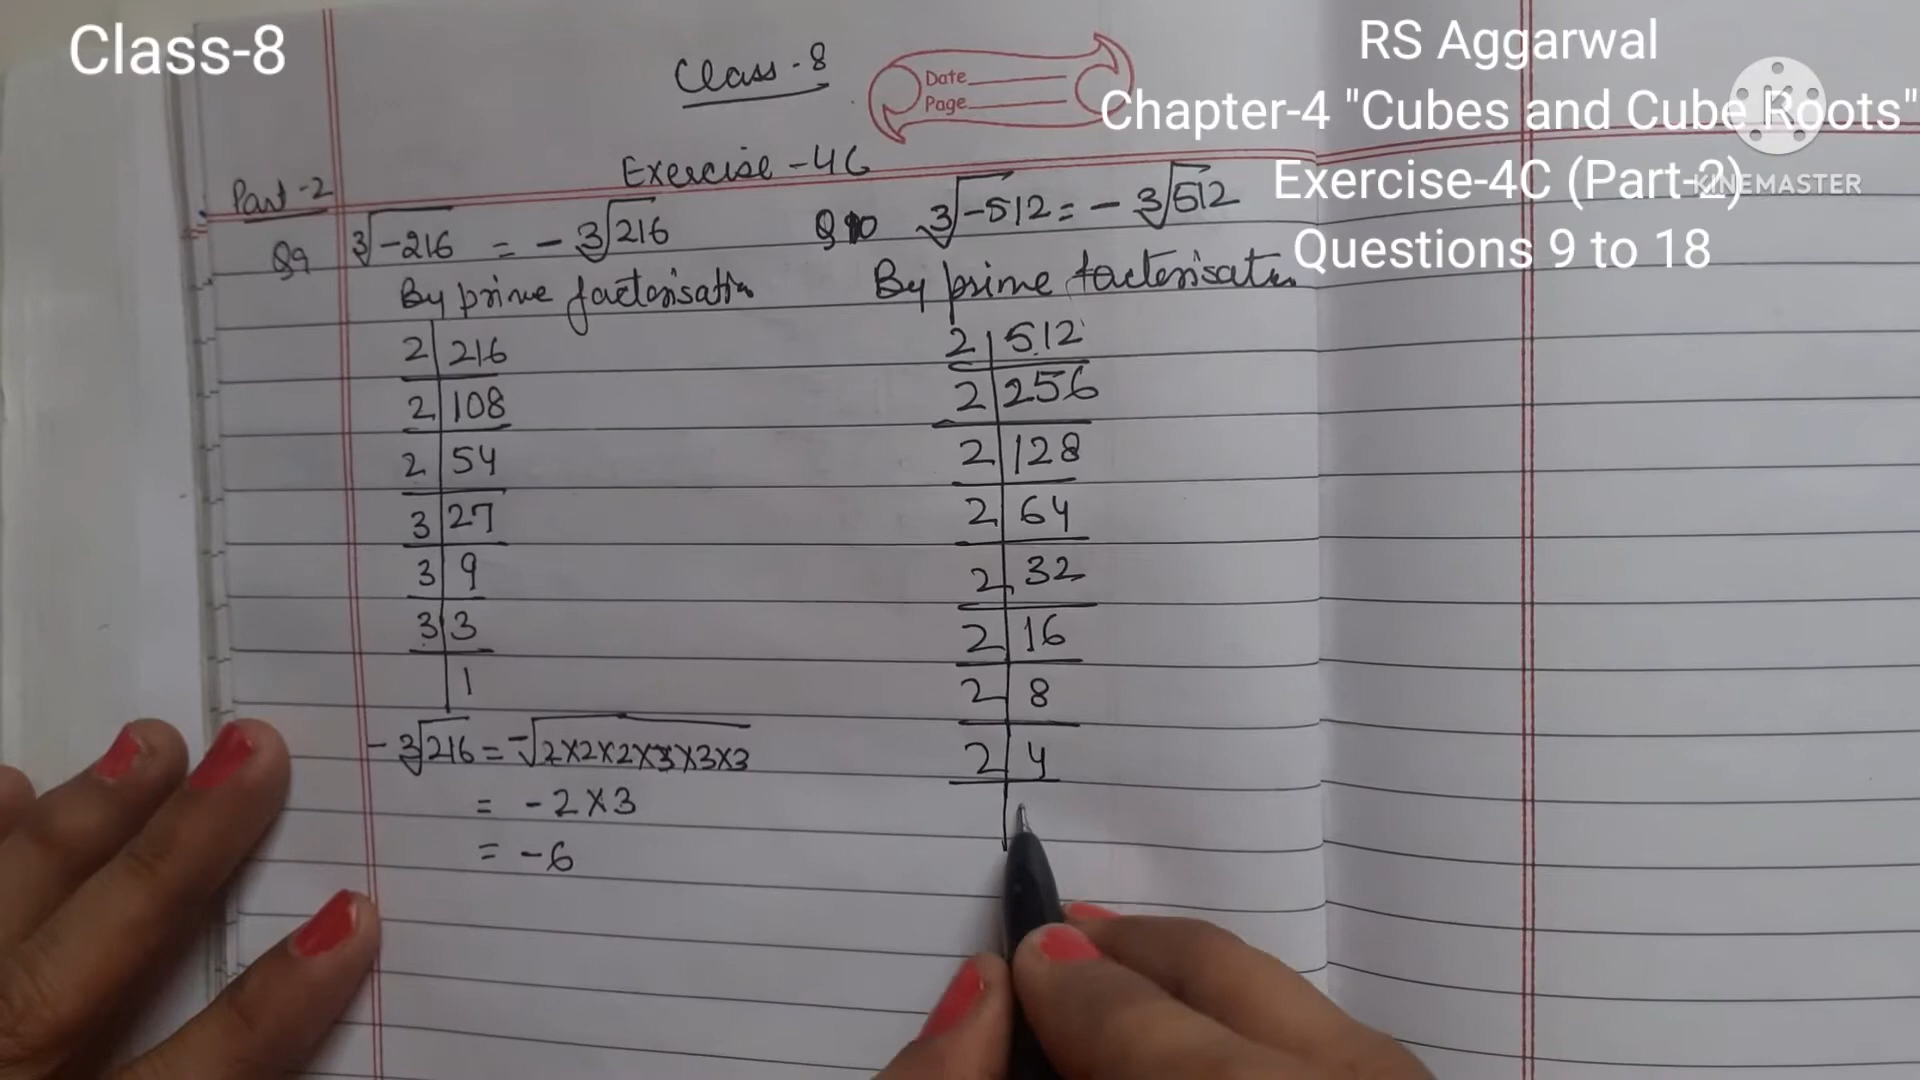 Class-8
RS Aggarwal
Chapter-4 "Cubes and Cube Roots"
Exercise-4C (Part-2)
Questions 9 to 18
KINEMASTER
Class - 8
Date
Page
Exercise - 4C
Part - 2
Q9 ∛-216 = - ∛216
By prime factorisation
2 | 216
2 | 108
2 | 54
3 | 27
3 | 9
3 | 3
1
- ∛216 = -√2×2×2×3×3×3
= -2×3
= -6
Q 10 ∛-512 = - ∛512
By prime factorisation
2 | 512
2 | 256
2 | 128
2 | 64
2 | 32
2 | 16
2 | 8
2 | 4